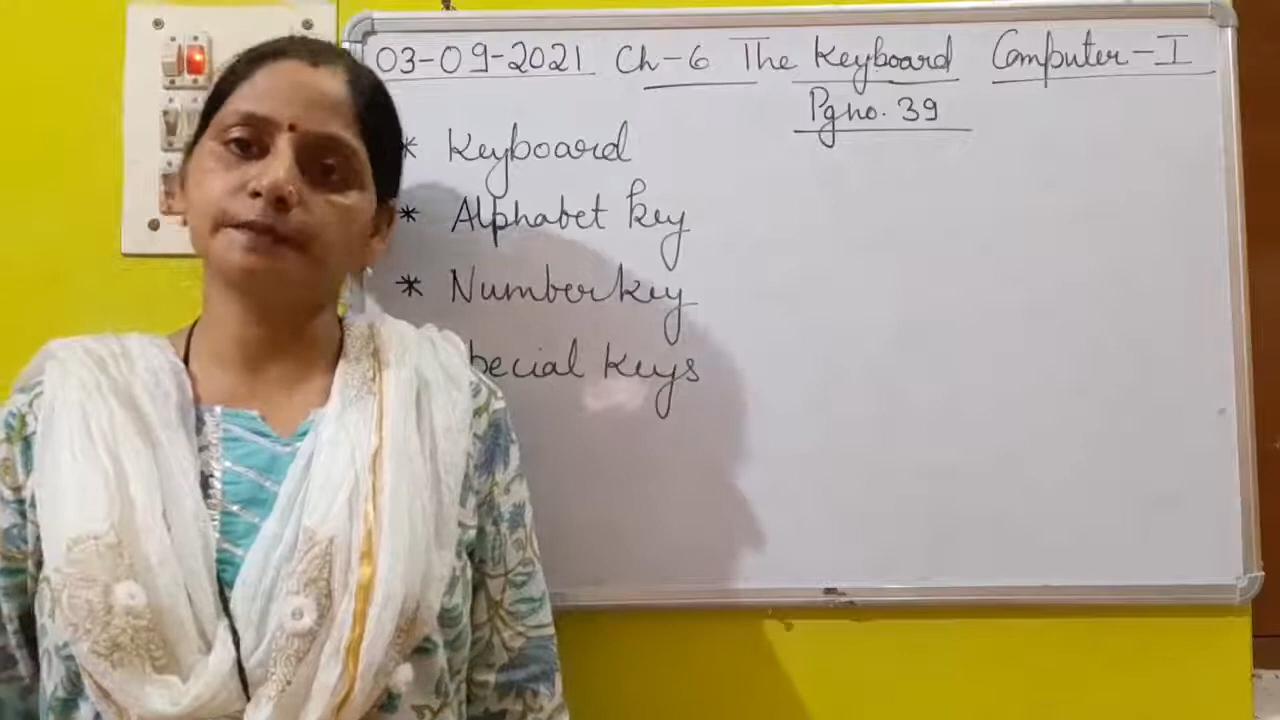 03-09-2021 Ch-6 The Keyboard Computer-I
Pg no. 39
* Keyboard
* Alphabet key
* Number key
pecial keys